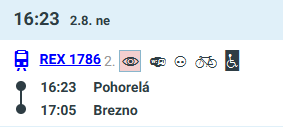 16:23 2.8. ne
REX 1786 2.
16:23 Pohorelá
17:05 Brezno